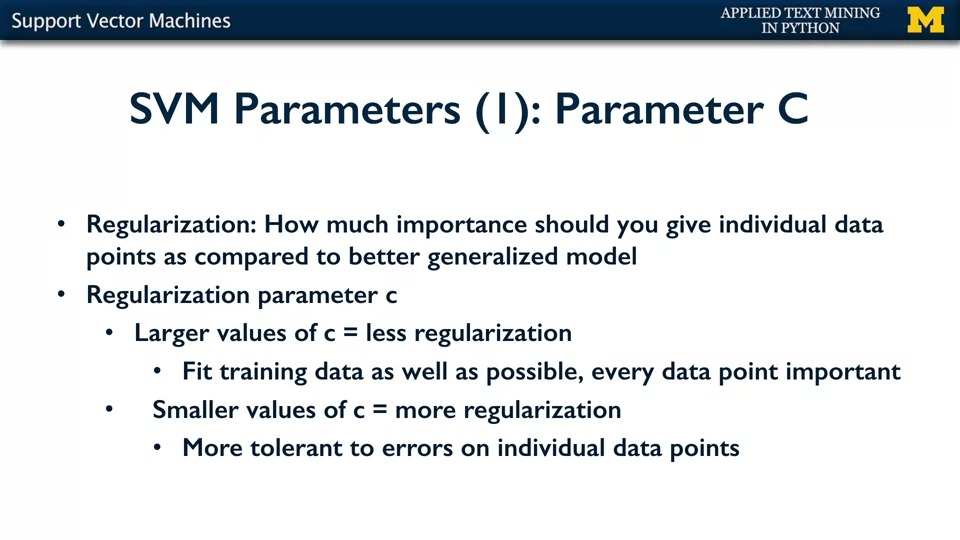 Support Vector Machines
APPLIED TEXT MINING
IN PYTHON
M
SVM Parameters (1): Parameter C
• Regularization: How much importance should you give individual data
points as compared to better generalized model
• Regularization parameter c
• Larger values of c = less regularization
• Fit training data as well as possible, every data point important
• Smaller values of c = more regularization
• More tolerant to errors on individual data points